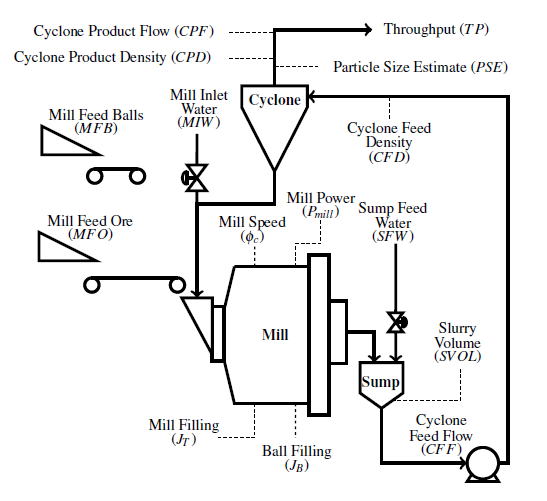 Cyclone Product Flow (CPF)
Throughput (TP)
Cyclone Product Density (CPD)
Particle Size Estimate (PSE)
Mill Inlet
Water
(MIW)
Cyclone
Mill Feed Balls
(MFB)
Cyclone Feed
Density
(CFD)
Mill Power
(Pmill)
Sump Feed
Water
(SFW)
Mill Feed Ore
(MFO)
Mill Speed
(ϕc)
Mill
Slurry
Volume
(SVOL)
Sump
Mill Filling
(JT)
Cyclone
Feed Flow
(CFF)
Ball Filling
(JB)